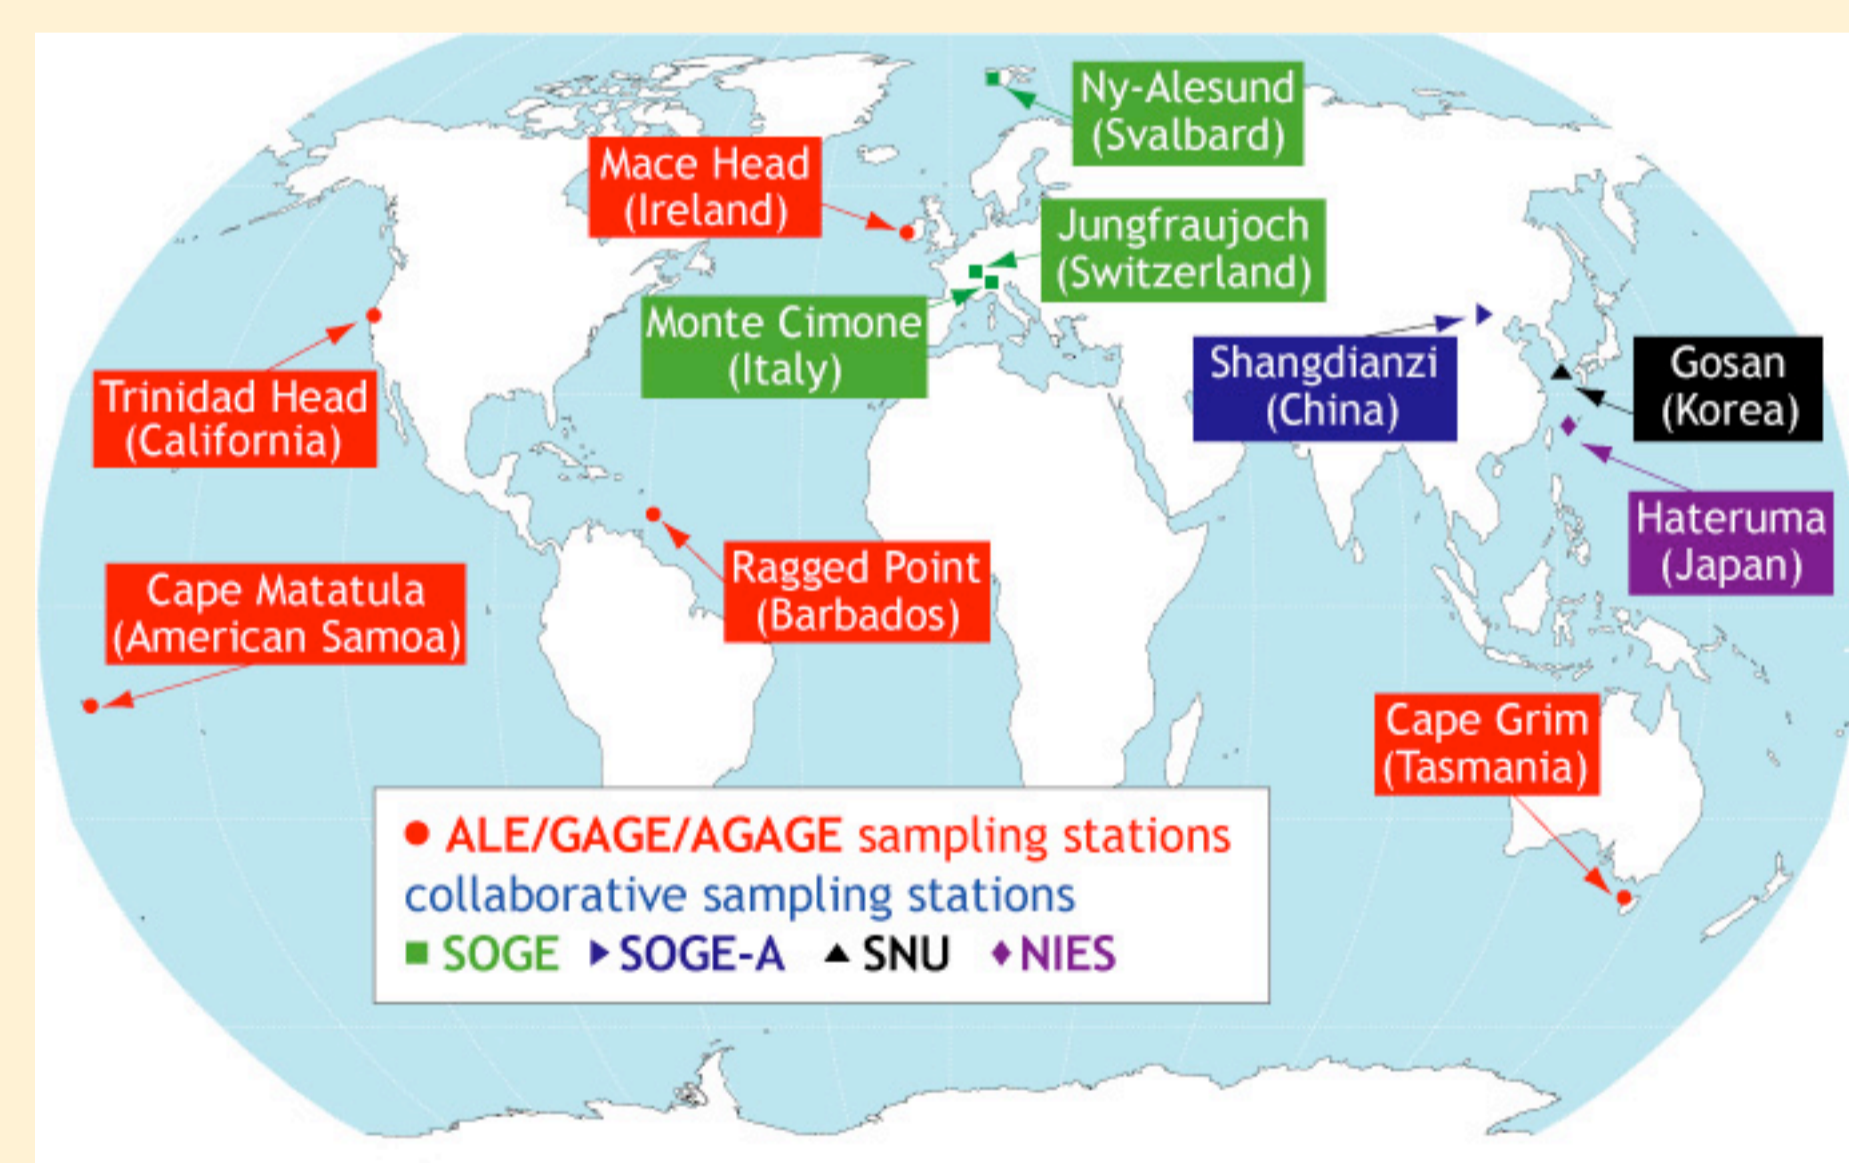 Ny-Alesund
(Svalbard)
Mace Head
(Ireland)
Jungfraujoch
(Switzerland)
Monte Cimone
(Italy)
Trinidad Head
(California)
Shangdianzi
(China)
Gosan
(Korea)
Hateruma
(Japan)
Ragged Point
(Barbados)
Cape Matatula
(American Samoa)
Cape Grim
(Tasmania)
ALE/GAGE/AGAGE sampling stations
collaborative sampling stations
SOGE SOGE-A SNU NIES